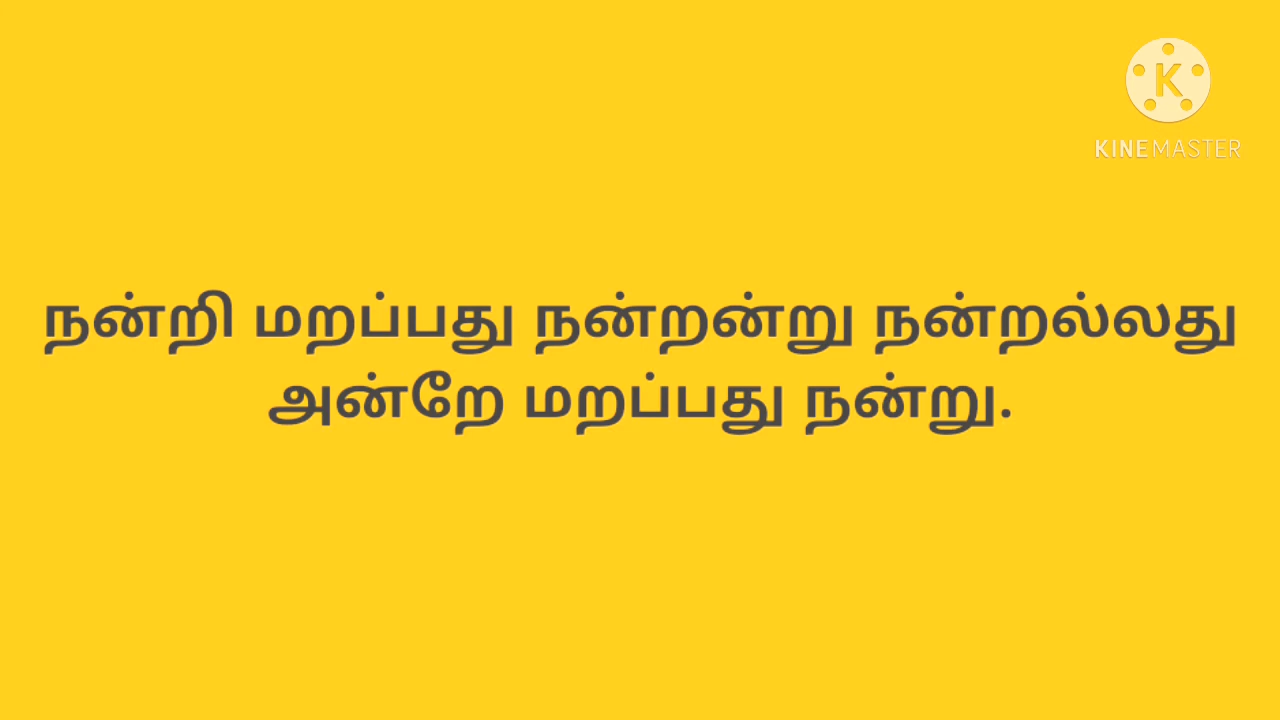 K
KINEMASTER
நன்றி மறப்பது நன்றன்று நன்றல்லது
அன்றே மறப்பது நன்று.